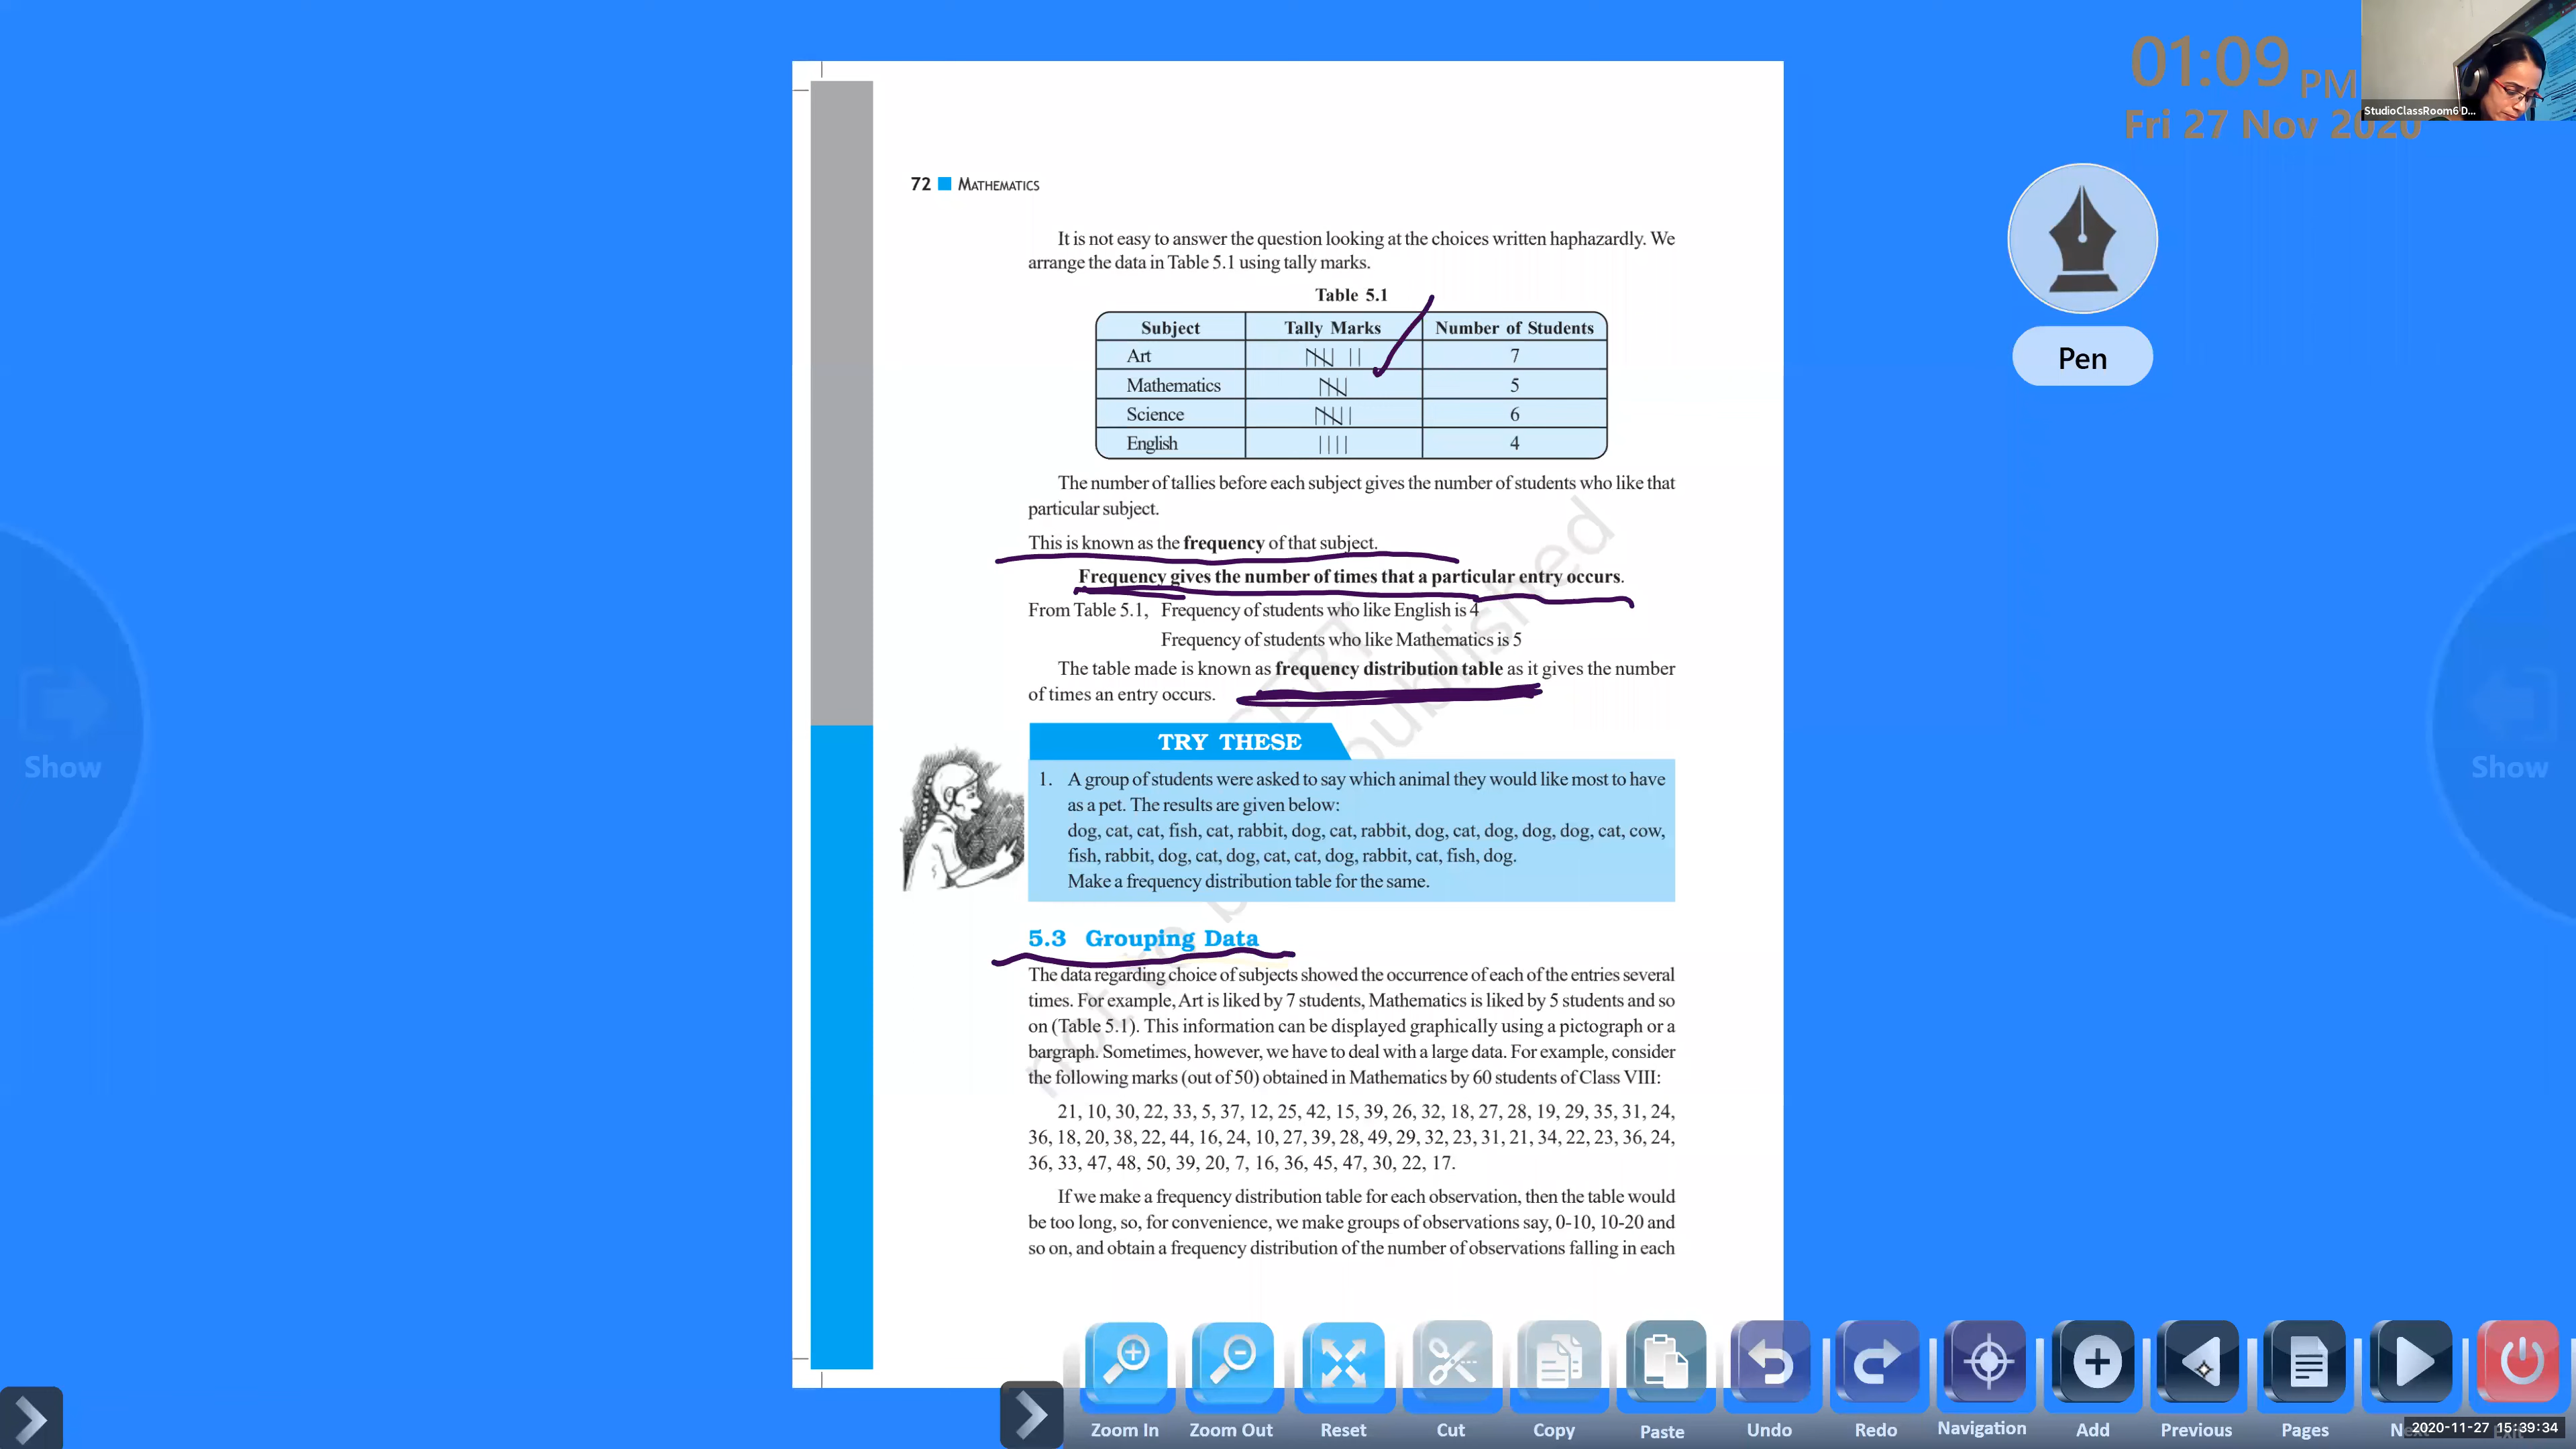 01:09 PM
Fri 27 Nov 2020
StudioClassRoom6 D...
Pen
72 MATHEMATICS
It is not easy to answer the question looking at the choices written haphazardly. We
arrange the data in Table 5.1 using tally marks.
Table 5.1
Subject Tally Marks Number of Students
Art 7
Mathematics 5
Science 6
English 4
The number of tallies before each subject gives the number of students who like that
particular subject.
This is known as the frequency of that subject.
Frequency gives the number of times that a particular entry occurs.
From Table 5.1, Frequency of students who like English is 4
Frequency of students who like Mathematics is 5
The table made is known as frequency distribution table as it gives the number
of times an entry occurs.
TRY THESE
1. A group of students were asked to say which animal they would like most to have
as a pet. The results are given below:
dog, cat, cat, fish, cat, rabbit, dog, cat, rabbit, dog, cat, dog, dog, dog, cat, cow,
fish, rabbit, dog, cat, dog, cat, cat, dog, rabbit, cat, fish, dog.
Make a frequency distribution table for the same.
5.3 Grouping Data
The data regarding choice of subjects showed the occurrence of each of the entries several
times. For example, Art is liked by 7 students, Mathematics is liked by 5 students and so
on (Table 5.1). This information can be displayed graphically using a pictograph or a
bargraph. Sometimes, however, we have to deal with a large data. For example, consider
the following marks (out of 50) obtained in Mathematics by 60 students of Class VIII:
21, 10, 30, 22, 33, 5, 37, 12, 25, 42, 15, 39, 26, 32, 18, 27, 28, 19, 29, 35, 31, 24,
36, 18, 20, 38, 22, 44, 16, 24, 10, 27, 39, 28, 49, 29, 32, 23, 31, 21, 34, 22, 23, 36, 24,
36, 33, 47, 48, 50, 39, 20, 7, 16, 36, 45, 47, 30, 22, 17.
If we make a frequency distribution table for each observation, then the table would
be too long, so, for convenience, we make groups of observations say, 0-10, 10-20 and
so on, and obtain a frequency distribution of the number of observations falling in each
Show
Show
Zoom In Zoom Out Reset Cut Copy Paste Undo Redo Navigation Add Previous Pages
2020-11-27 15:39:34